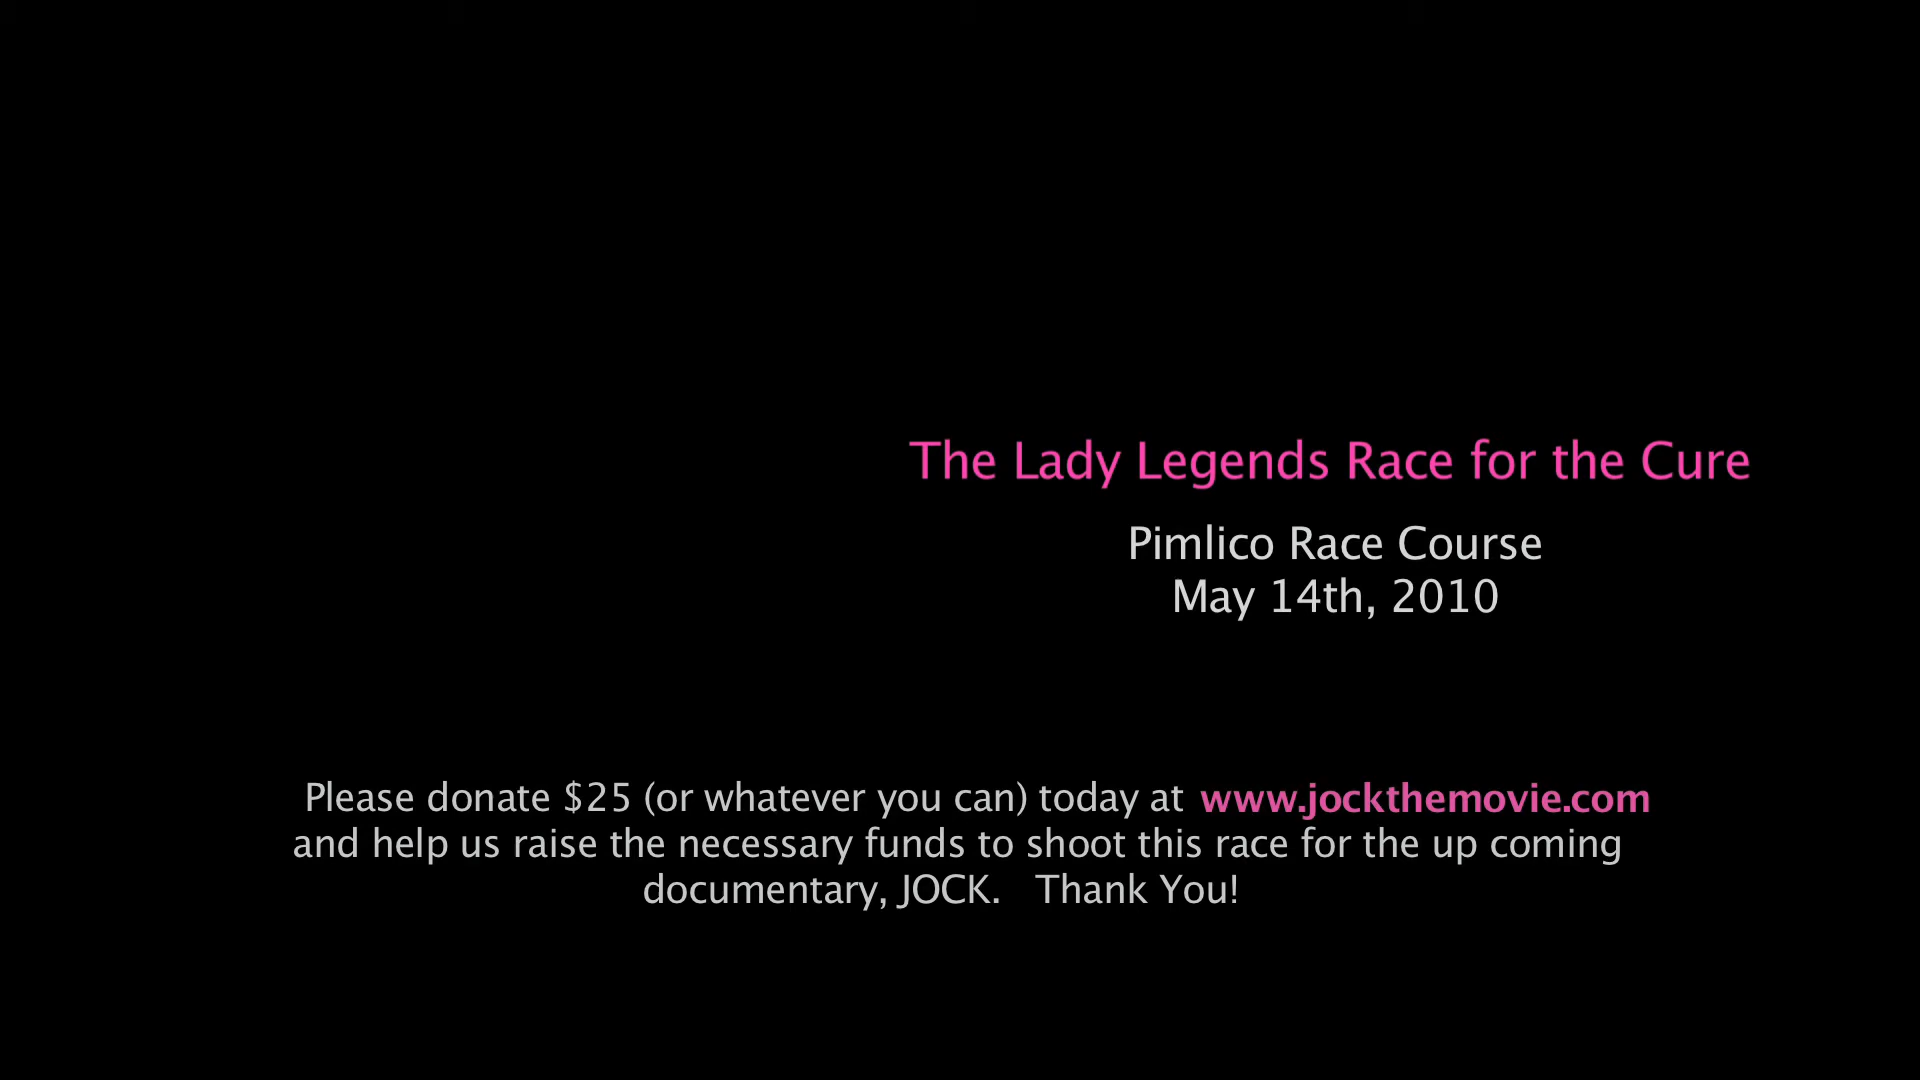 The Lady Legends Race for the Cure
Pimlico Race Course
May 14th, 2010
Please donate $25 (or whatever you can) today at www.jockthemovie.com
and help us raise the necessary funds to shoot this race for the up coming
documentary, JOCK.   Thank You!